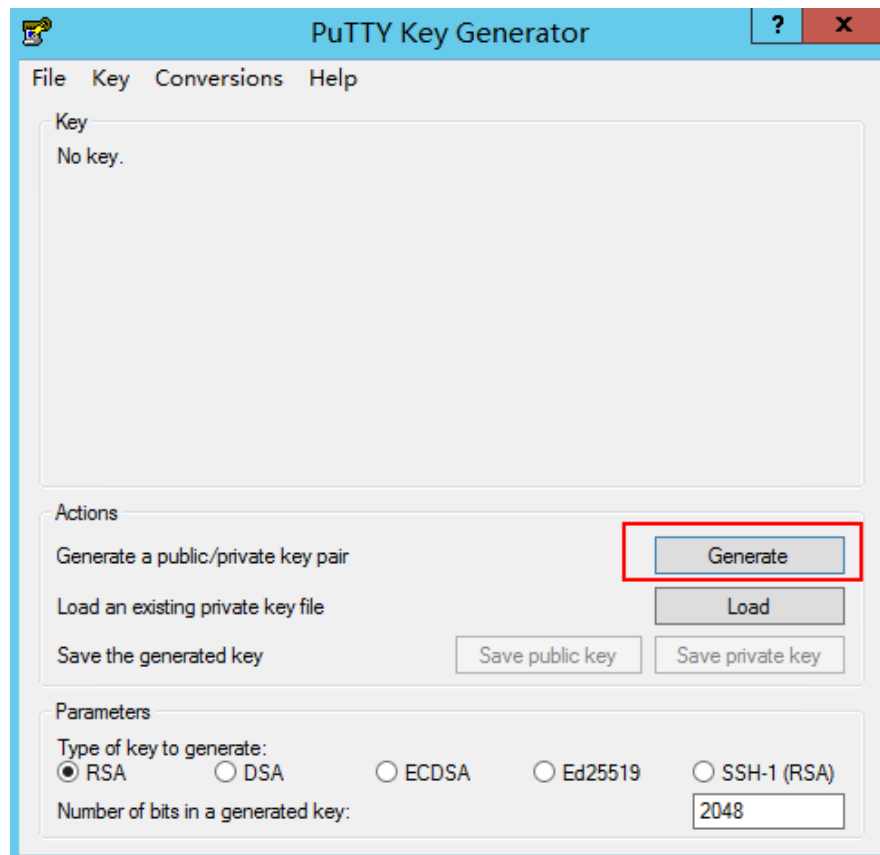 PuTTY Key Generator
? x
File Key Conversions Help
Key
No key.
Actions
Generate a public/private key pair Generate
Load an existing private key file Load
Save the generated key Save public key Save private key
Parameters
Type of key to generate:
RSA DSA ECDSA Ed25519 SSH-1 (RSA)
Number of bits in a generated key: 2048